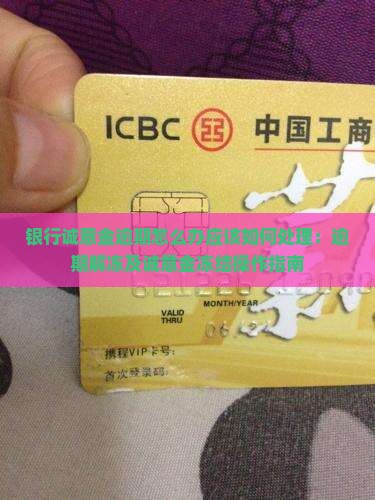 ICBC 中国工商
银行诚意金逾期怎么办应该如何处理：逾
期解冻及诚意金冻结操作指南
MONTH/YEAR
VALID
THRU
携程VIP卡号:
首次登录码: